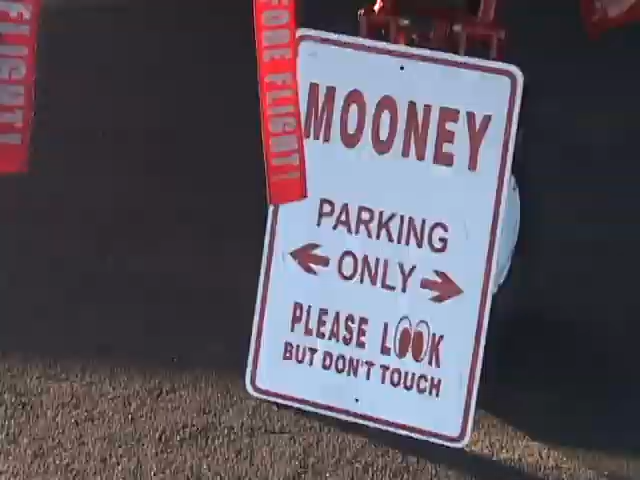 MOONEY
PARKING
ONLY
PLEASE LOOK
BUT DON'T TOUCH
FLIGHT